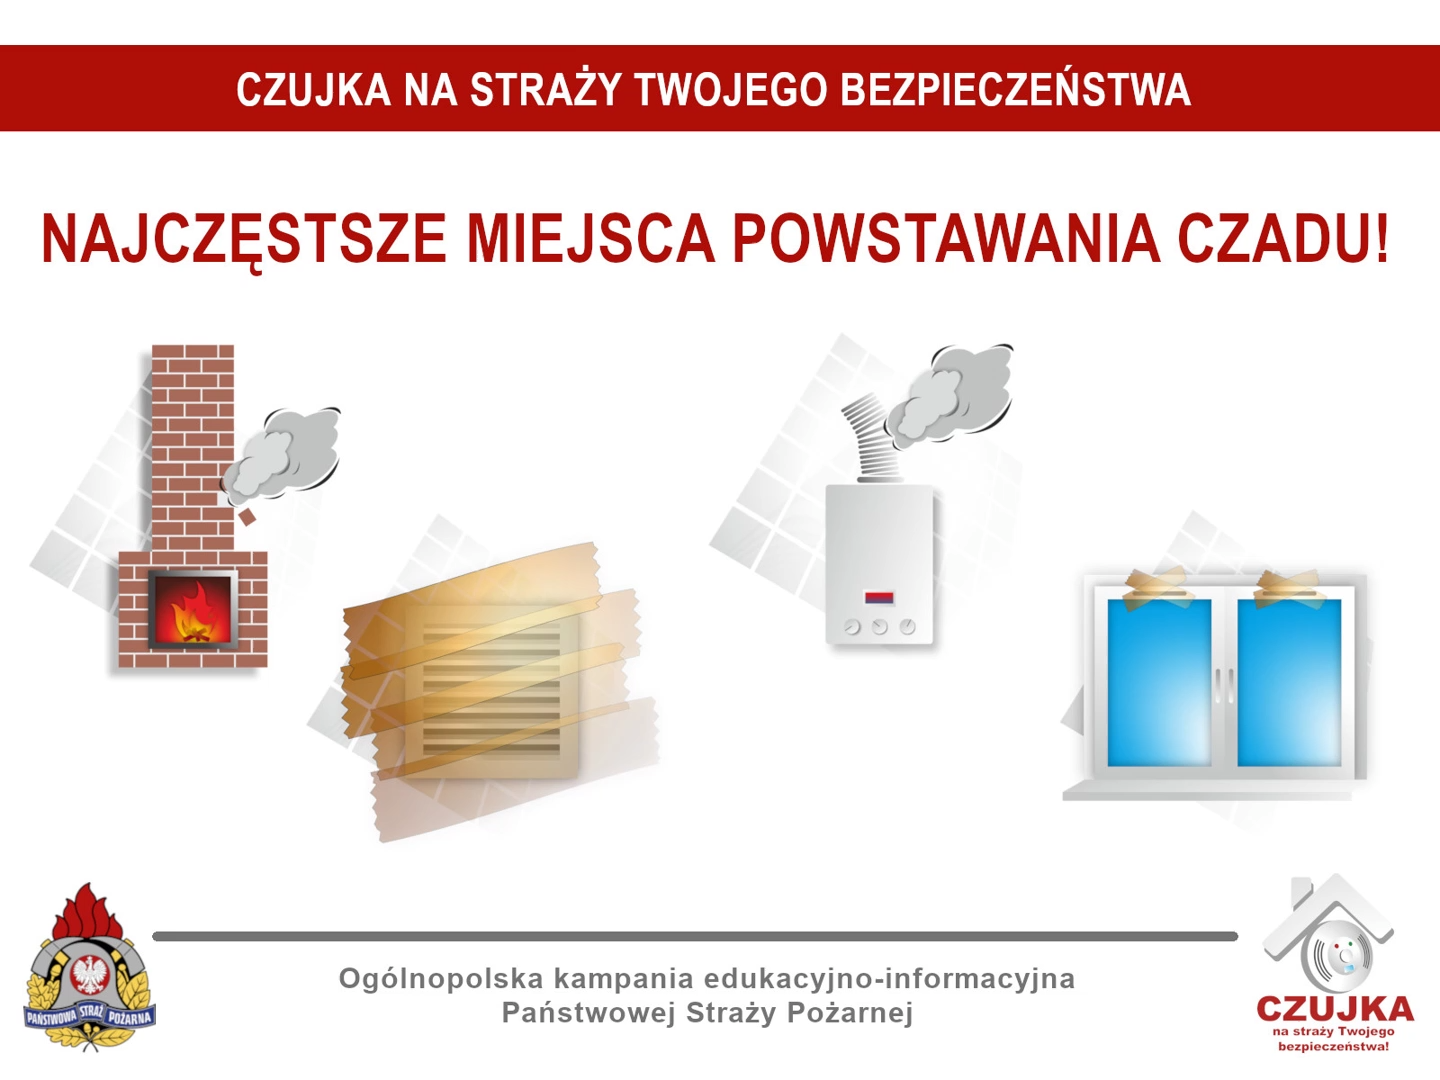 CZUJKA NA STRAŻY TWOJEGO BEZPIECZEŃSTWA
NAJCZĘSTSZE MIEJSCA POWSTAWANIA CZADU!
Ogólnopolska kampania edukacyjno-informacyjna
Państwowej Straży Pożarnej
PAŃSTWOWA STRAŻ POŻARNA
CZUJKA
na straży Twojego
bezpieczeństwa!